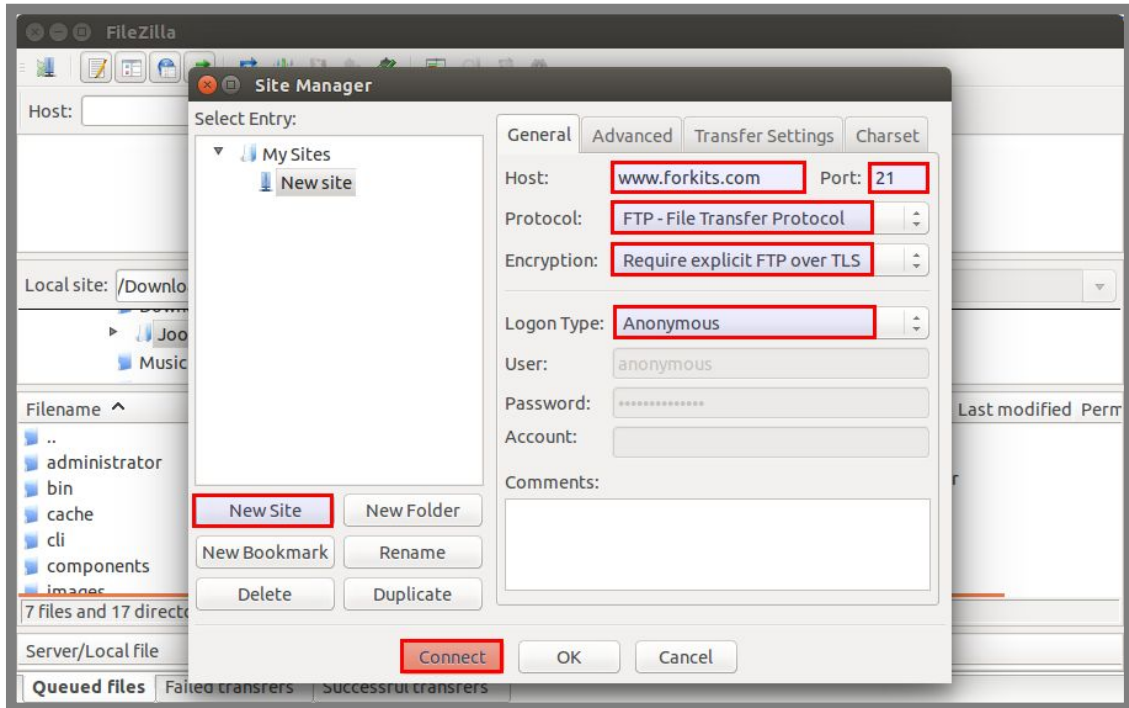 FileZilla
Host:
Site Manager
Select Entry:
My Sites
New site
New Site
New Folder
New Bookmark
Rename
Delete
Duplicate
General Advanced Transfer Settings Charset
Host: www.forkits.com Port: 21
Protocol: FTP - File Transfer Protocol
Encryption: Require explicit FTP over TLS
Logon Type: Anonymous
User: anonymous
Password: ••••••••••••••
Account:
Comments:
Connect OK Cancel
Local site: /Downlo
Joo
Music
Filename
Last modified Perm
..
administrator
bin
cache
cli
components
images
7 files and 17 directo
Server/Local file
Queued files Failed transfers Successful transfers